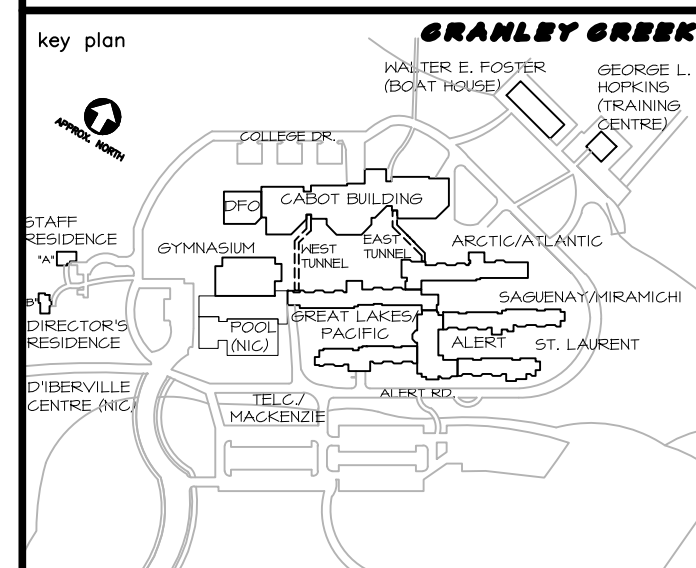 key plan
CRAWLEY CREEK
APPROX. NORTH
WALTER E. FOSTER
(BOAT HOUSE)
GEORGE L.
HOPKINS
(TRAINING
CENTRE)
COLLEGE DR.
DFO
CABOT BUILDING
STAFF
RESIDENCE
"A"
B"
DIRECTOR'S
RESIDENCE
GYMNASIUM
WEST
TUNNEL
EAST
TUNNEL
ARCTIC/ATLANTIC
SAGUENAY/MIRAMICHI
GREAT LAKES/
PACIFIC
POOL
(NIC)
ALERT
ST. LAURENT
D'IBERVILLE
CENTRE (NIC)
TELC./
MACKENZIE
ALERT RD.